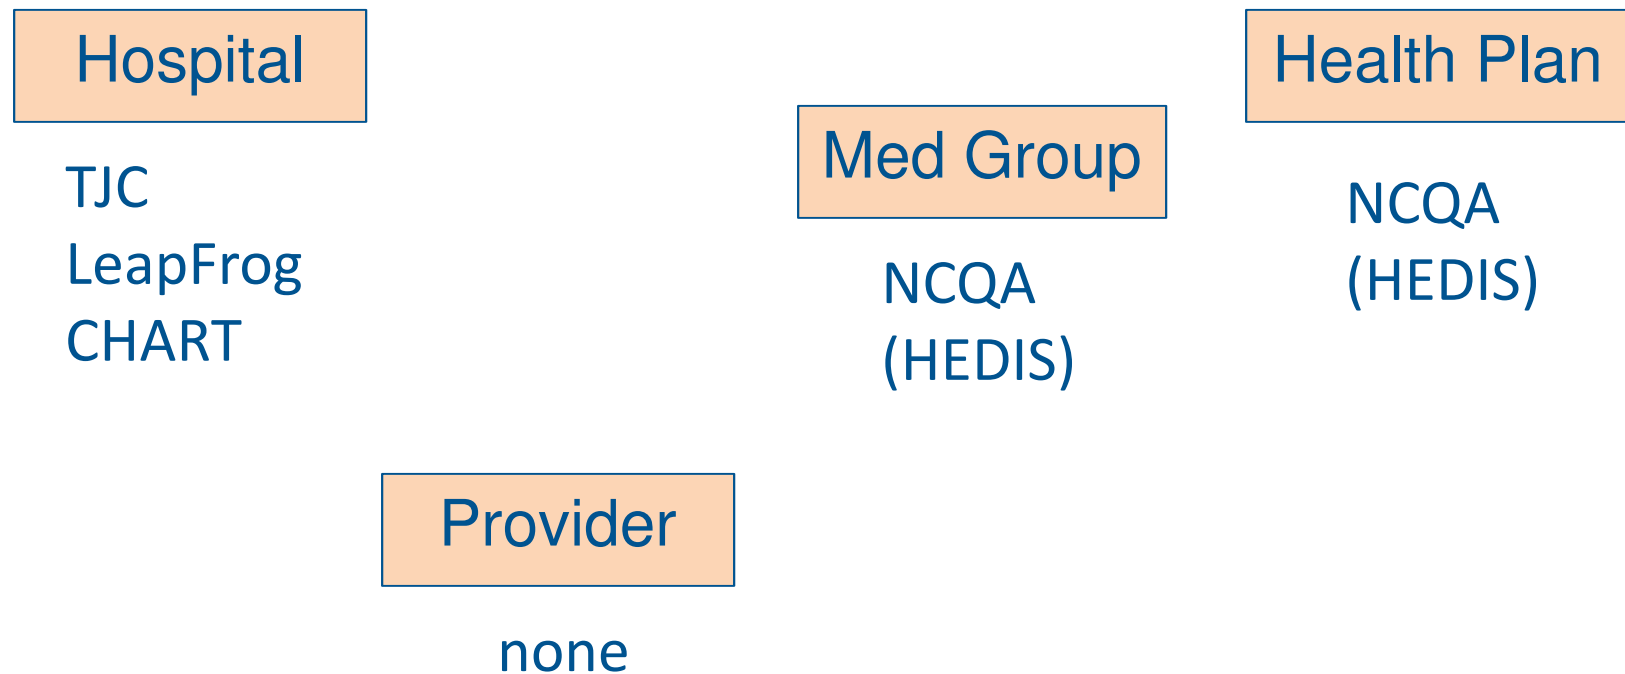 Hospital
TJC
LeapFrog
CHART
Provider
none
Med Group
NCQA
(HEDIS)
Health Plan
NCQA
(HEDIS)